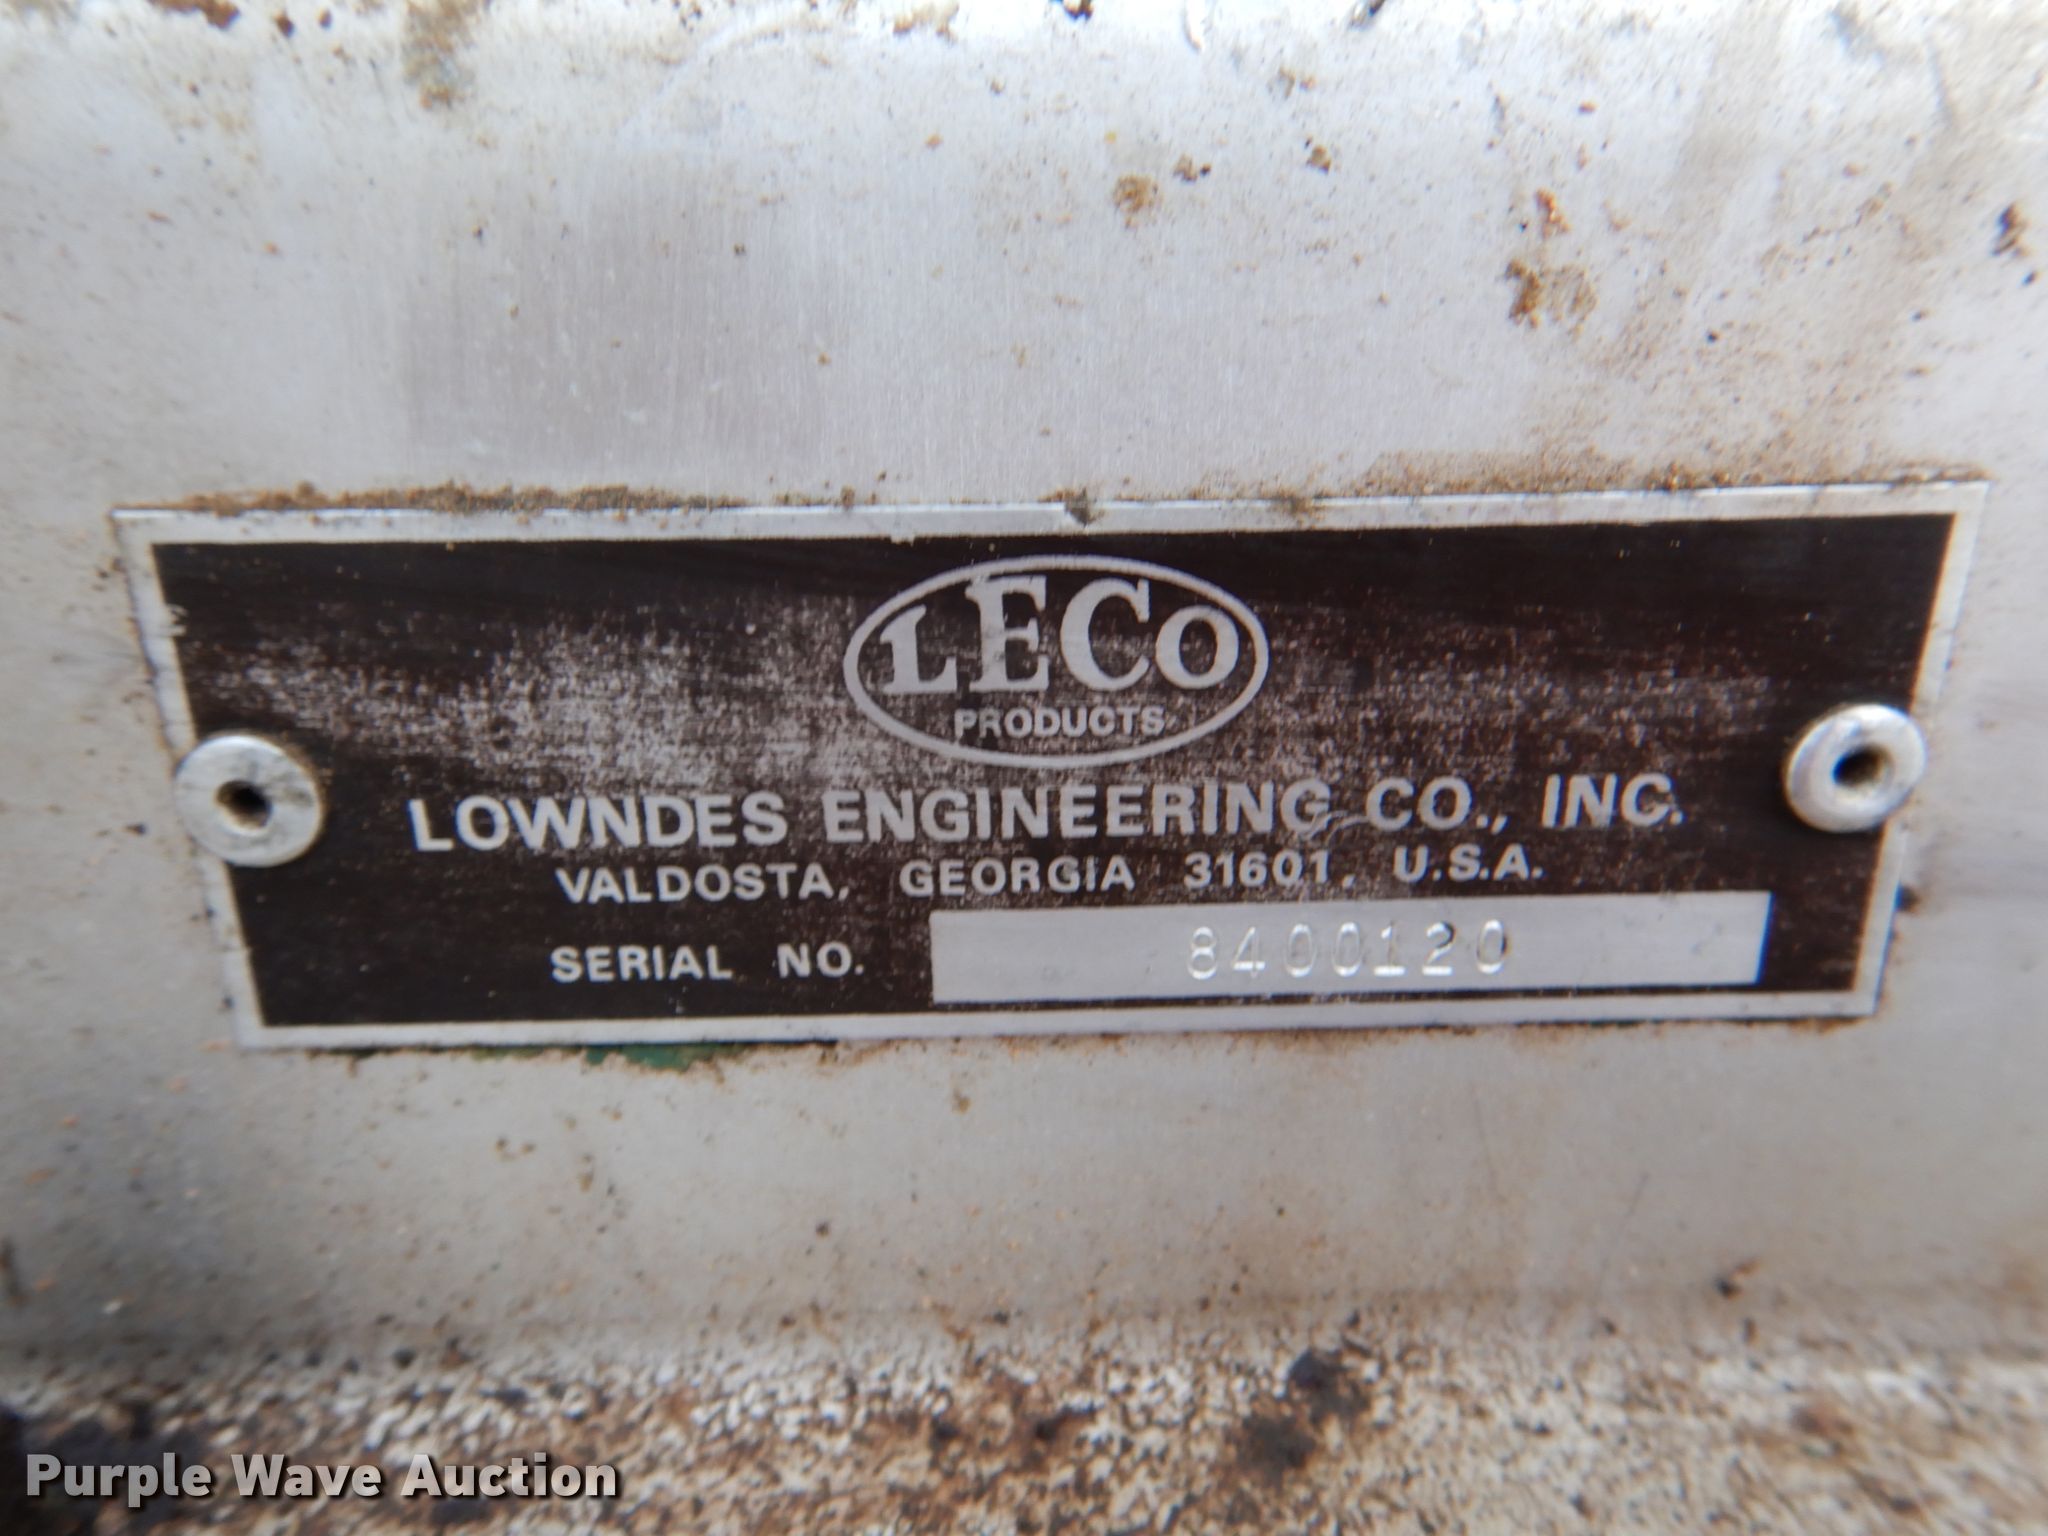 LECO
PRODUCTS
LOWNDES ENGINEERING CO., INC.
VALDOSTA, GEORGIA 31601, U.S.A.
SERIAL NO. 8400120
Purple Wave Auction